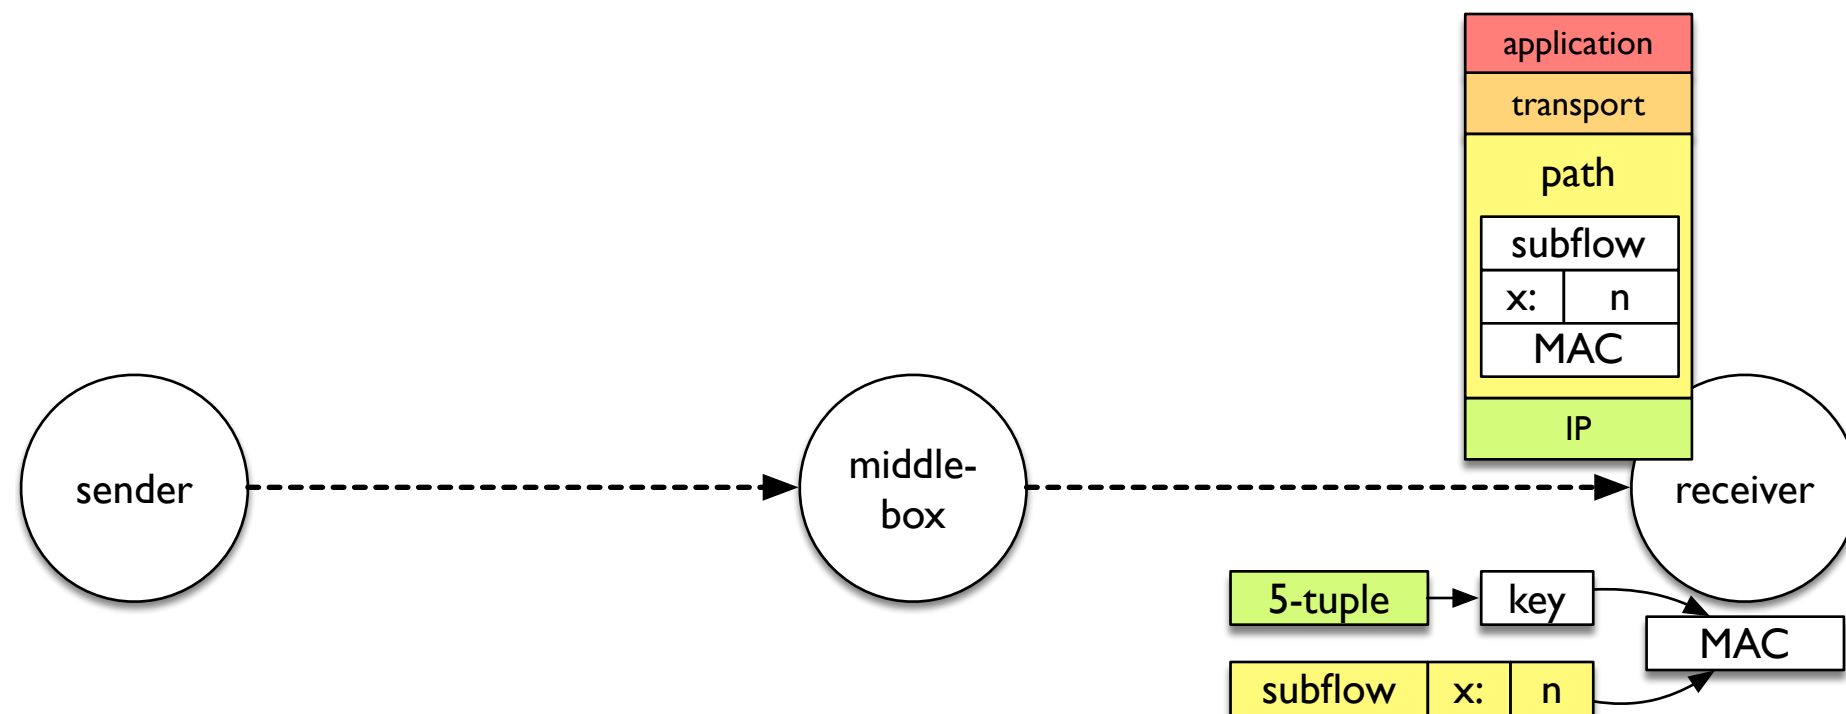 application
transport
path
subflow
x: n
MAC
IP
sender
middle-
box
receiver
5-tuple
key
MAC
subflow x: n